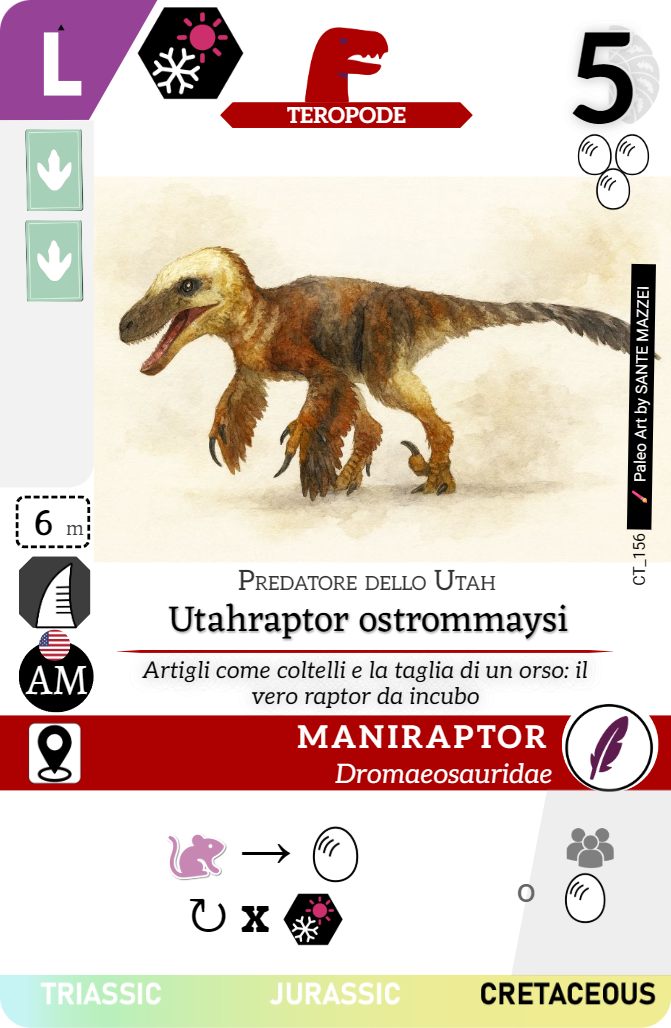 L
TEROPODE
5
6 m
Paleo Art by SANTE MAZZEI
CT_156
AM
PREDATORE DELLO UTAH
Utahraptor ostrommaysi
Artigli come coltelli e la taglia di un orso: il
vero raptor da incubo
MANIRAPTOR
Dromaeosauridae
x
o
TRIASSIC JURASSIC CRETACEOUS